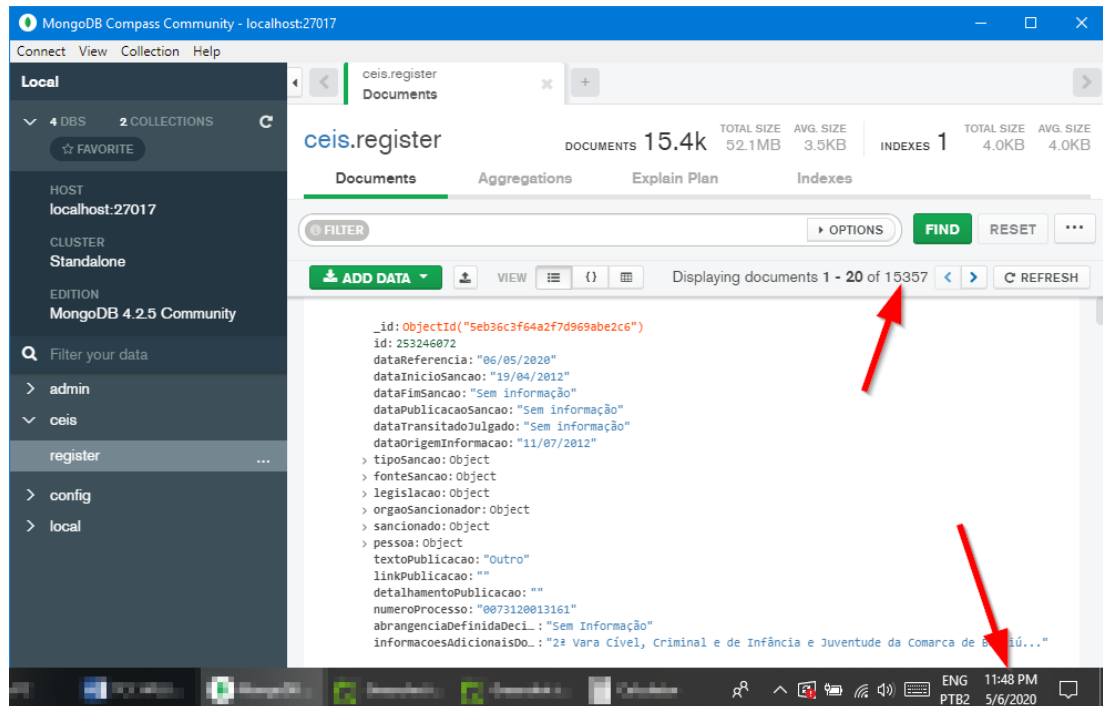 MongoDB Compass Community - localhost:27017
Connect View Collection Help
Local
4 DBS 2 COLLECTIONS
FAVORITE
HOST
localhost:27017
CLUSTER
Standalone
EDITION
MongoDB 4.2.5 Community
Filter your data
admin
ceis
register ...
config
local
ceis.register
Documents
ceis.register
DOCUMENTS 15.4k TOTAL SIZE 52.1MB AVG. SIZE 3.5KB INDEXES 1 TOTAL SIZE 4.0KB AVG. SIZE 4.0KB
Documents Aggregations Explain Plan Indexes
FILTER OPTIONS FIND RESET ...
ADD DATA VIEW {} Displaying documents 1 - 20 of 15357 < > REFRESH
_id: ObjectId("5eb36c3f64a2f7d969abe2c6")
id: 253246072
dataReferencia: "06/05/2020"
dataInicioSancao: "19/04/2012"
dataFimSancao: "Sem informação"
dataPublicacaoSancao: "Sem informação"
dataTransitadoJulgado: "Sem informação"
dataOrigemInformacao: "11/07/2012"
> tipoSancao: Object
> fonteSancao: Object
> legislacao: Object
> orgaoSancionador: Object
> sancionado: Object
> pessoa: Object
textoPublicacao: "Outro"
linkPublicacao: ""
detalhamentoPublicacao: ""
numeroProcesso: "0073120013161"
abrangenciaDefinidaDeci…: "Sem Informação"
informacoesAdicionaisDo…: "2ª Vara Cível, Criminal e de Infância e Juventude da Comarca de
ENG 11:48 PM
PTB2 5/6/2020